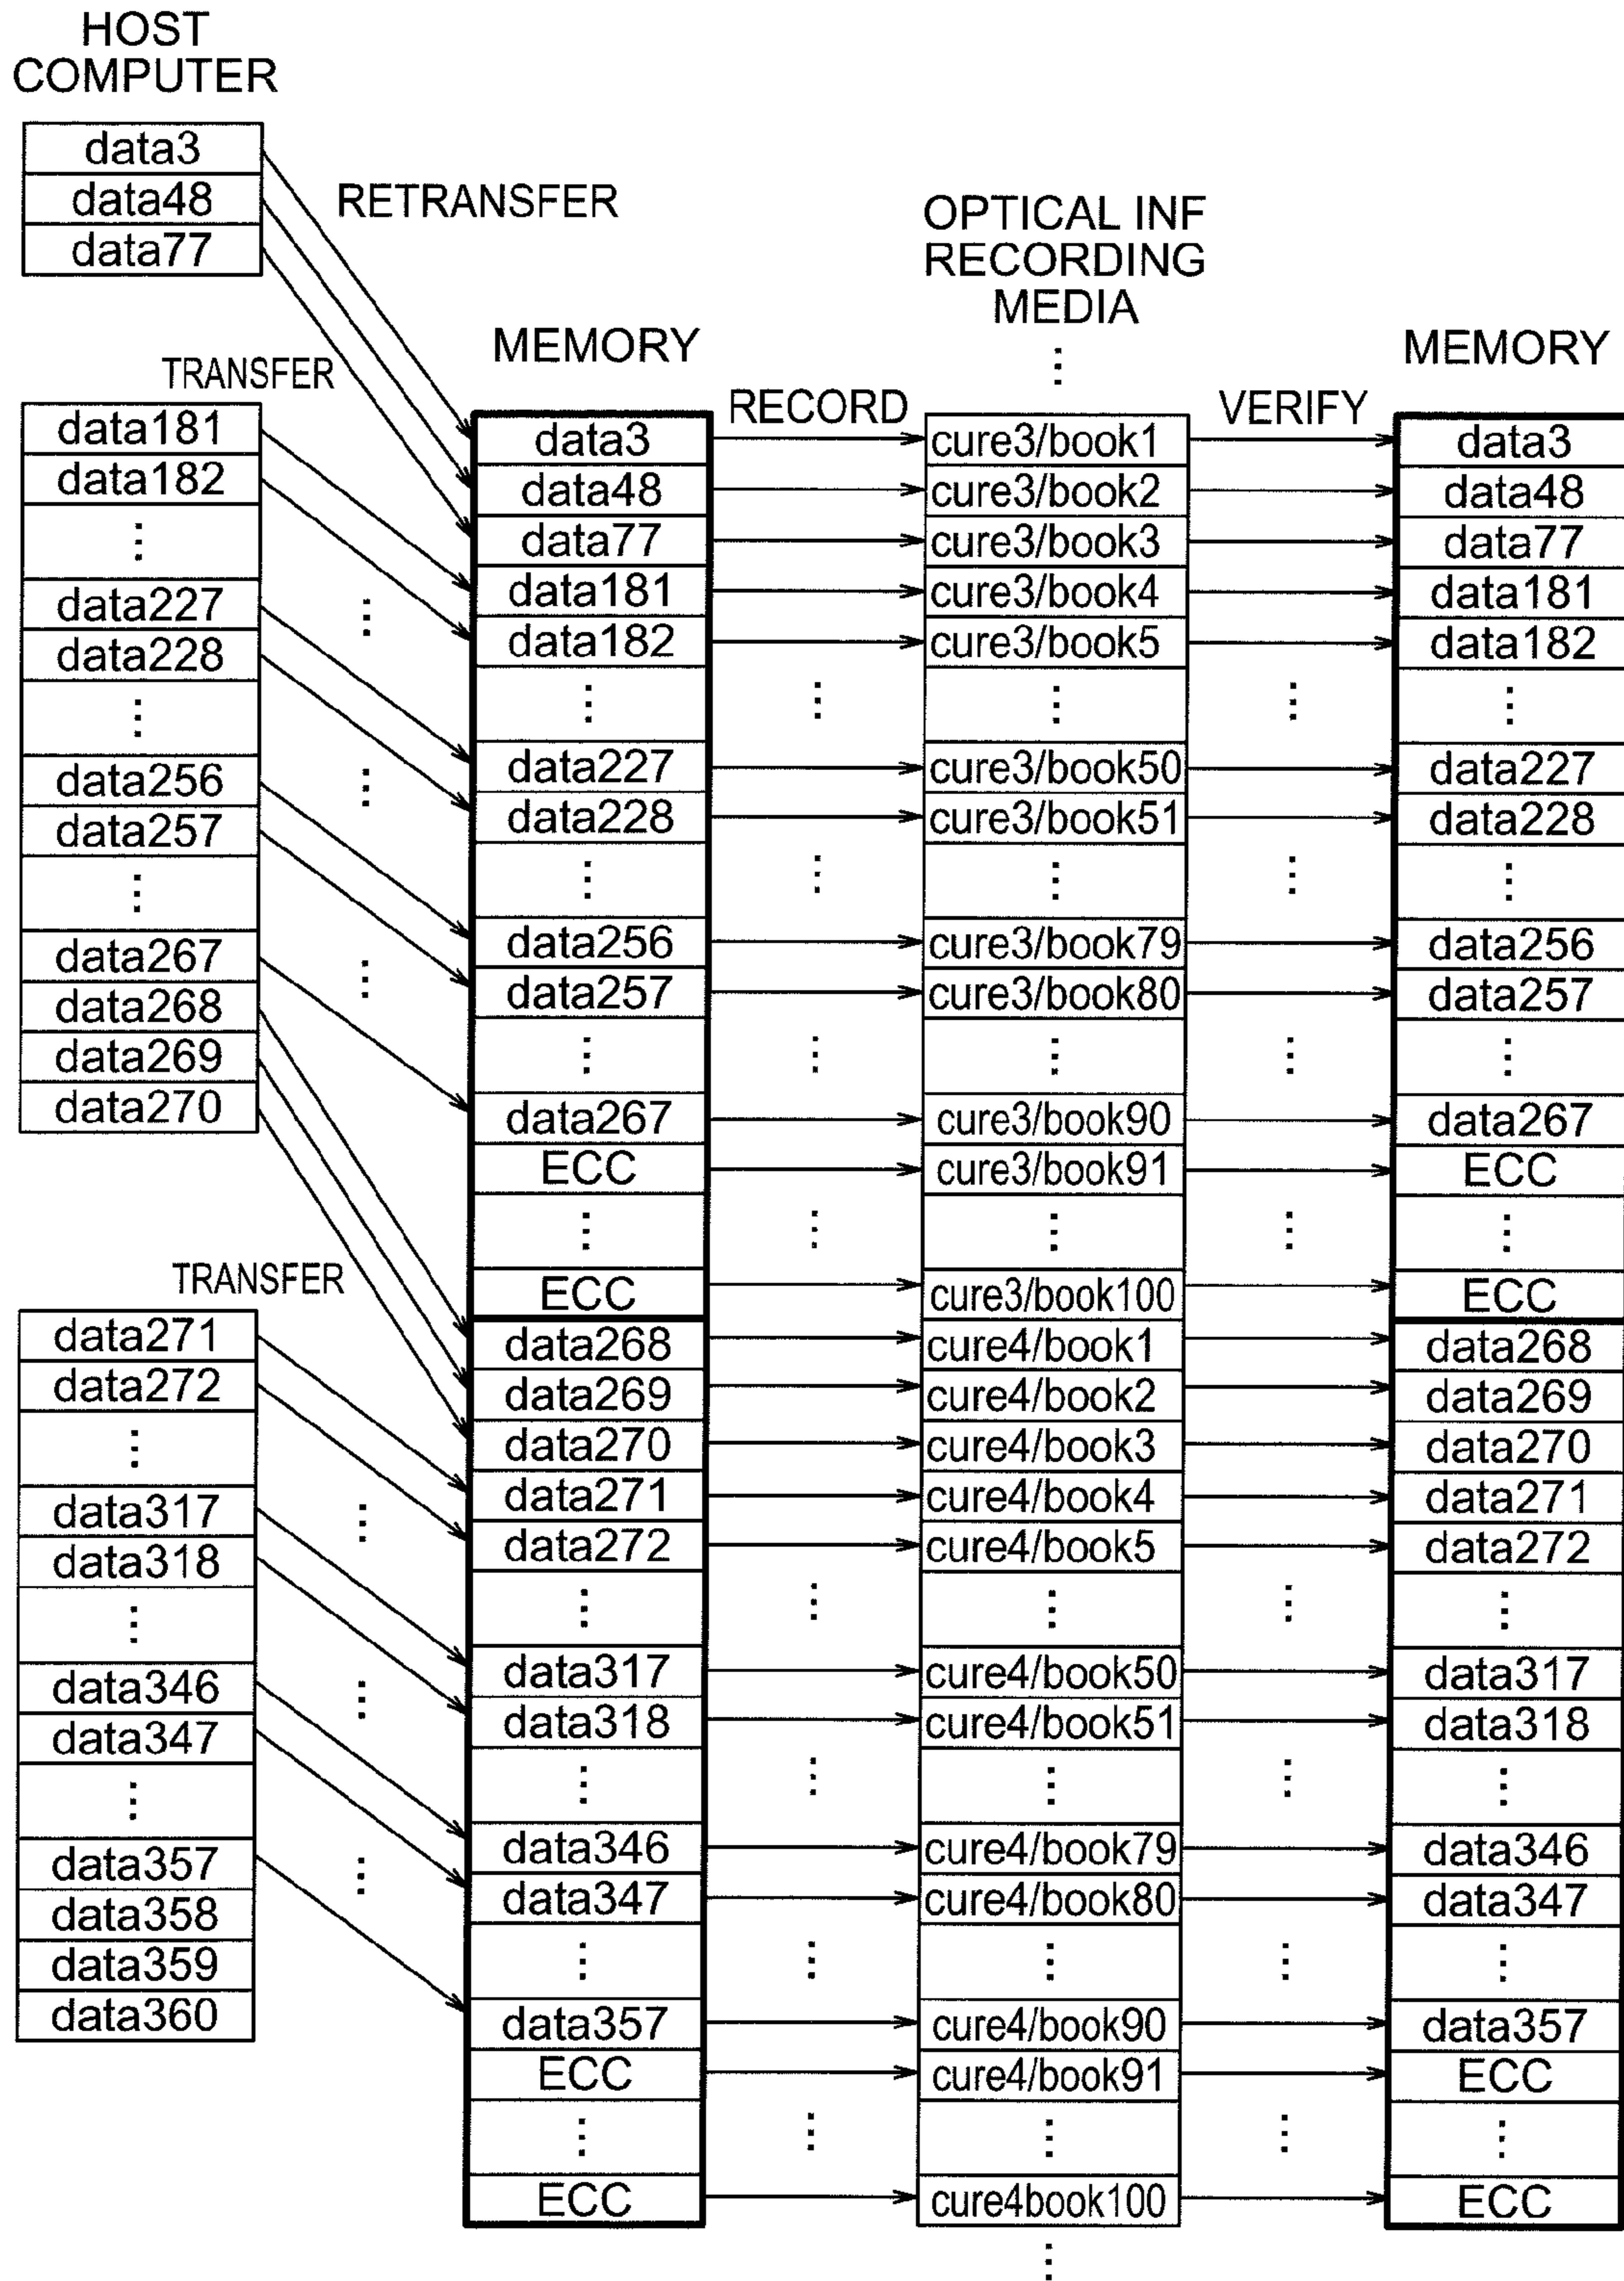 HOST
COMPUTER
data3
data48
data77
RETRANSFER
TRANSFER
data181
data182
⋮
data227
data228
⋮
data256
data257
⋮
data267
data268
data269
data270
TRANSFER
data271
data272
⋮
data317
data318
⋮
data346
data347
⋮
data357
data358
data359
data360
MEMORY
data3
data48
data77
data181
data182
⋮
data227
data228
⋮
data256
data257
⋮
data267
ECC
⋮
ECC
data268
data269
data270
data271
data272
⋮
data317
data318
⋮
data346
data347
⋮
data357
ECC
⋮
ECC
RECORD
OPTICAL INF
RECORDING
MEDIA
⋮
cure3/book1
cure3/book2
cure3/book3
cure3/book4
cure3/book5
⋮
cure3/book50
cure3/book51
⋮
cure3/book79
cure3/book80
⋮
cure3/book90
cure3/book91
⋮
cure3/book100
cure4/book1
cure4/book2
cure4/book3
cure4/book4
cure4/book5
⋮
cure4/book50
cure4/book51
⋮
cure4/book79
cure4/book80
⋮
cure4/book90
cure4/book91
⋮
cure4book100
⋮
VERIFY
MEMORY
data3
data48
data77
data181
data182
⋮
data227
data228
⋮
data256
data257
⋮
data267
ECC
⋮
ECC
data268
data269
data270
data271
data272
⋮
data317
data318
⋮
data346
data347
⋮
data357
ECC
⋮
ECC